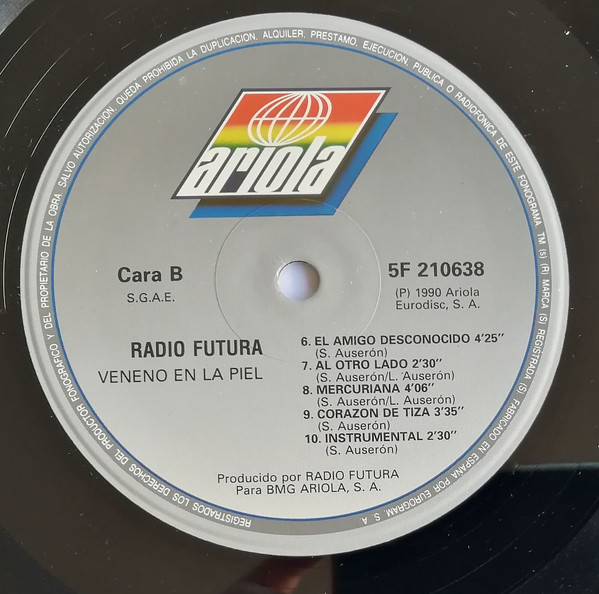 REGISTRADOS LOS DERECHOS DEL PRODUCTOR FONOGRAFICO Y DEL PROPIETARIO DE LA OBRA. SALVO AUTORIZACION, QUEDA PROHIBIDA LA DUPLICACION, ALQUILER, PRESTAMO, EJECUCION, PUBLICA O RADIOFONICA DE ESTE FONOGRAMA TM (s) (R) MARCA (S) REGISTRADA (S) FABRICADO EN ESPAÑA POR EUROGRAM, S. A.
ariola
Cara B
S.G.A.E.
5F 210638
(P) 1990 Ariola
Eurodisc, S. A.
RADIO FUTURA
VENENO EN LA PIEL
6. EL AMIGO DESCONOCIDO 4'25"
(S. Auserón)
7. AL OTRO LADO 2'30"
(S. Auserón/L. Auserón)
8. MERCURIANA 4'06"
(S. Auserón/L. Auserón)
9. CORAZON DE TIZA 3'35"
(S. Auserón)
10. INSTRUMENTAL 2'30"
(S. Auserón)
Producido por RADIO FUTURA
Para BMG ARIOLA, S. A.